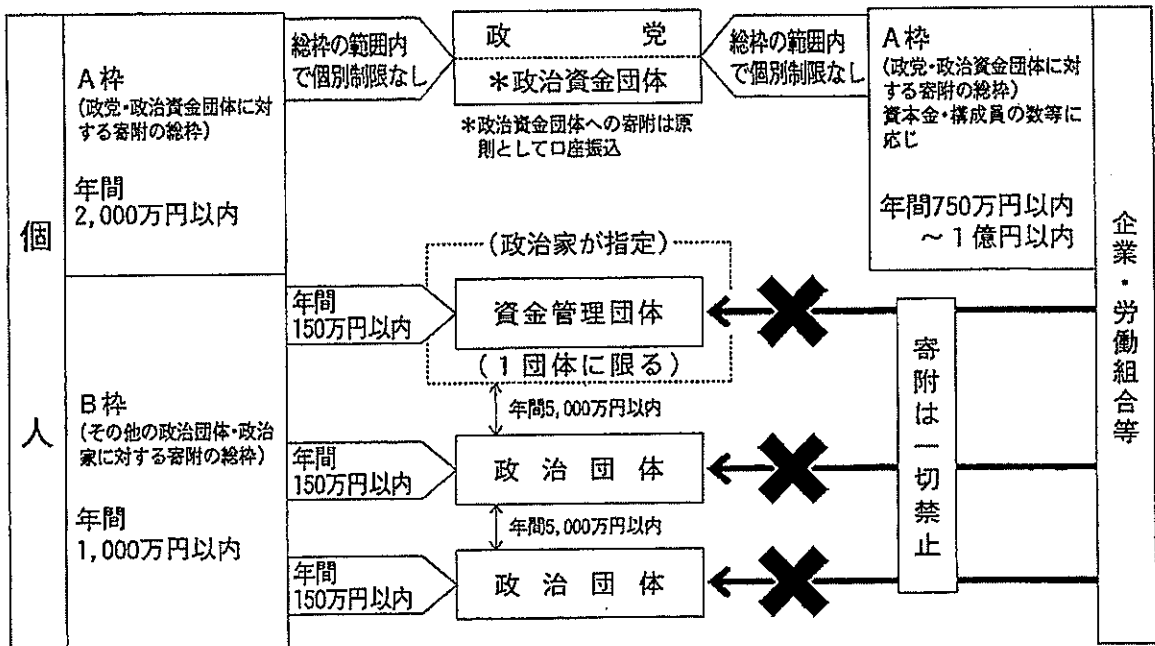 個人
A枠
(政党・政治資金団体に対
する寄附の総枠)
年間
2,000万円以内
B枠
(その他の政治団体・政治
家に対する寄附の総枠)
年間
1,000万円以内
総枠の範囲内
で個別制限なし
政党
*政治資金団体
*政治資金団体への寄附は原
則として口座振込
総枠の範囲内
で個別制限なし
A枠
(政党・政治資金団体に対
する寄附の総枠)
資本金・構成員の数等に
応じ
年間750万円以内
~1億円以内
企業・労働組合等
(政治家が指定)
年間
150万円以内
資金管理団体
(1団体に限る)
年間5,000万円以内
年間
150万円以内
政治団体
年間5,000万円以内
年間
150万円以内
政治団体
寄附は一切禁止